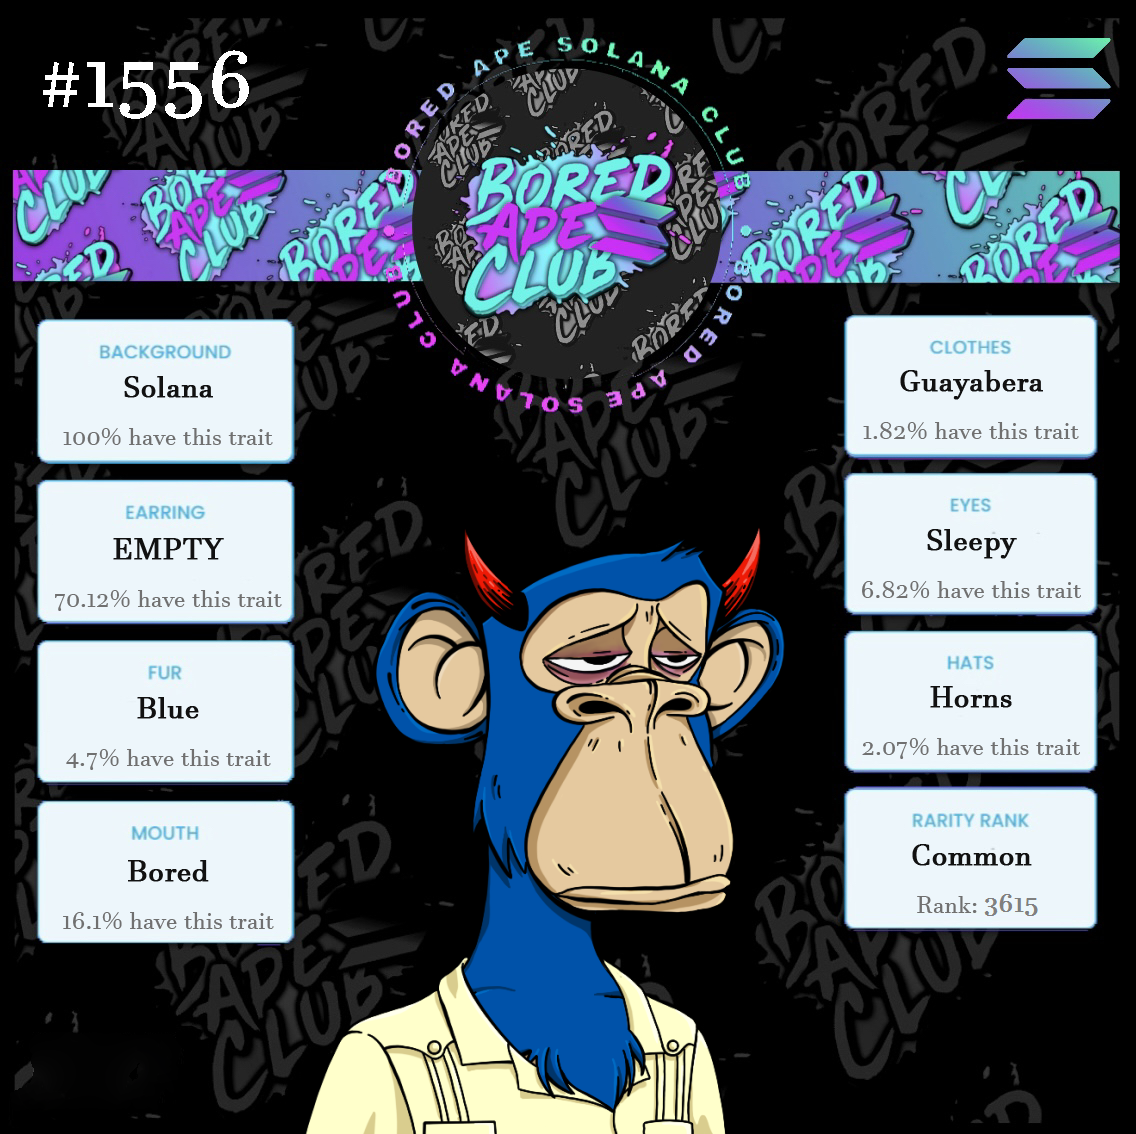 #1556
BORED APE SOLANA CLUB
BORED APE SOLANA CLUB
BORED
APE
CLUB
BACKGROUND
Solana
100% have this trait
EARRING
EMPTY
70.12% have this trait
FUR
Blue
4.7% have this trait
MOUTH
Bored
16.1% have this trait
CLOTHES
Guayabera
1.82% have this trait
EYES
Sleepy
6.82% have this trait
HATS
Horns
2.07% have this trait
RARITY RANK
Common
Rank: 3615